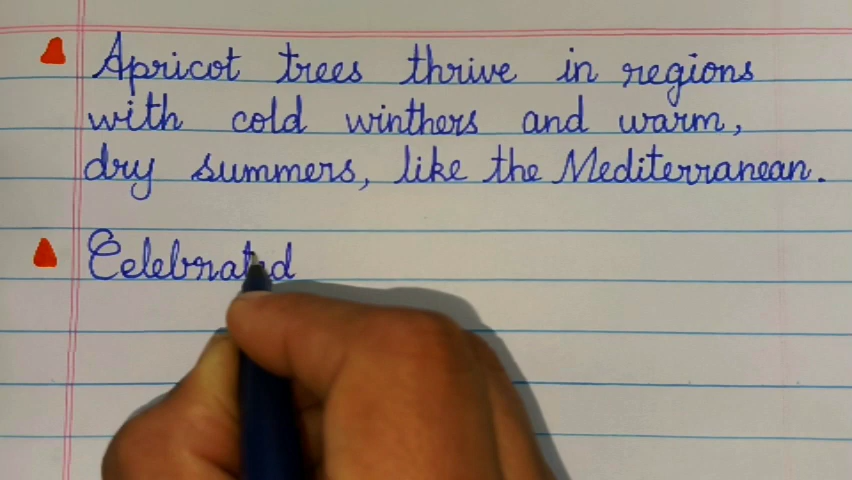 Apricot trees thrive in regions
with cold winthers and warm,
dry summers, like the Mediterranean.
Celebrated